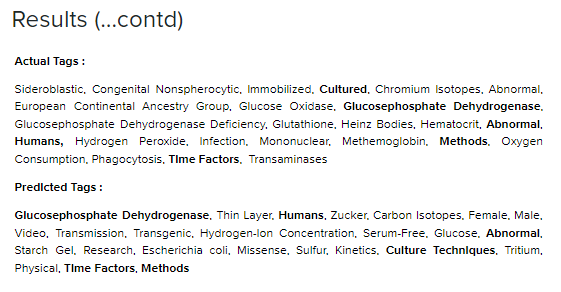 Results (...contd)
Actual Tags :
Sideroblastic, Congenital Nonspherocytic, Immobilized, Cultured, Chromium Isotopes, Abnormal,
European Continental Ancestry Group, Glucose Oxidase, Glucosephosphate Dehydrogenase,
Glucosephosphate Dehydrogenase Deficiency, Glutathione, Heinz Bodies, Hematocrit, Abnormal,
Humans, Hydrogen Peroxide, Infection, Mononuclear, Methemoglobin, Methods, Oxygen
Consumption, Phagocytosis, Time Factors, Transaminases
Predicted Tags :
Glucosephosphate Dehydrogenase, Thin Layer, Humans, Zucker, Carbon Isotopes, Female, Male,
Video, Transmission, Transgenic, Hydrogen-Ion Concentration, Serum-Free, Glucose, Abnormal,
Starch Gel, Research, Escherichia coli, Missense, Sulfur, Kinetics, Culture Techniques, Tritium,
Physical, Time Factors, Methods